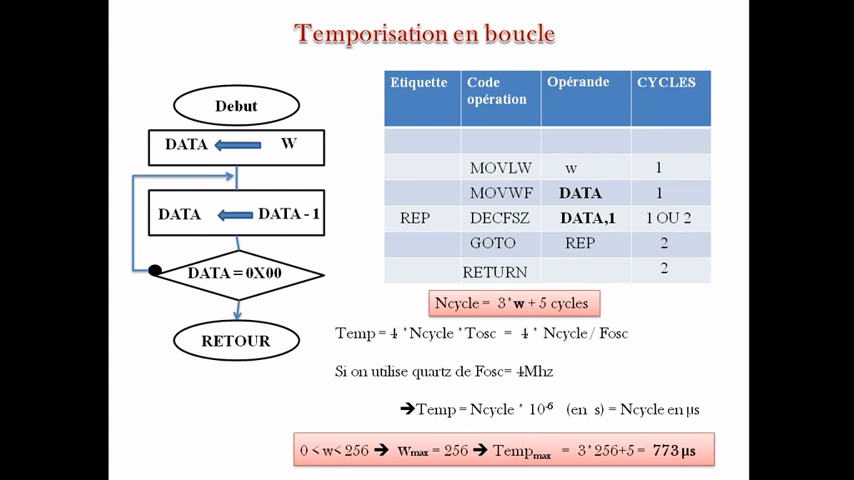 Temporisation en boucle
Debut
DATA W
DATA DATA - 1
DATA = 0X00
RETOUR
Etiquette Code opération Opérande CYCLES
MOVLW w 1
MOVWF DATA 1
REP DECFSZ DATA,1 1 OU 2
GOTO REP 2
RETURN 2
Ncycle = 3*w + 5 cycles
Temp = 4 *Ncycle * Tosc = 4 * Ncycle / Fosc
Si on utilise quartz de Fosc= 4Mhz
➔Temp = Ncycle * 10⁻⁶ (en s) = Ncycle en µs
0 < w< 256 ➔ wmax = 256 ➔ Tempmax = 3*256+5 = 773 µs